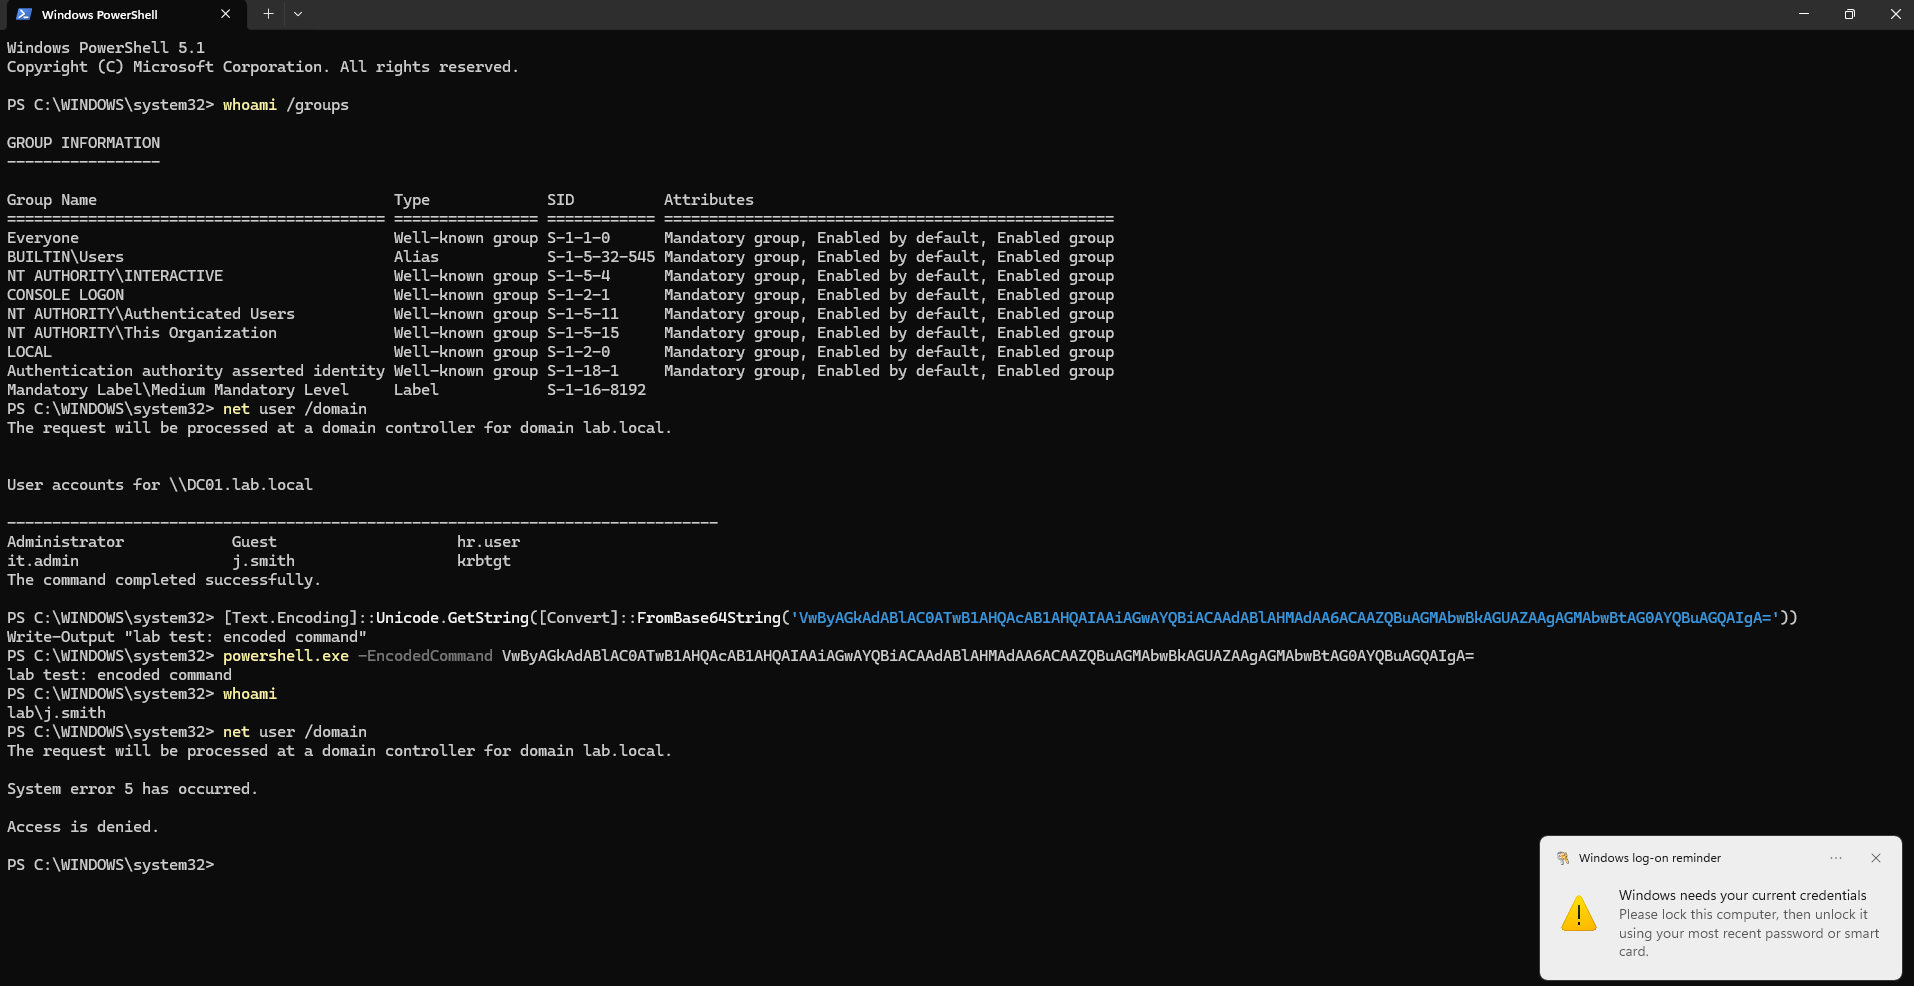 Windows PowerShell
Windows PowerShell 5.1
Copyright (C) Microsoft Corporation. All rights reserved.
PS C:\WINDOWS\system32> whoami /groups
GROUP INFORMATION
-----------------
Group Name                                 Type             SID          Attributes
========================================== ================ ============ ==================================================
Everyone                                   Well-known group S-1-1-0      Mandatory group, Enabled by default, Enabled group
BUILTIN\Users                              Alias            S-1-5-32-545 Mandatory group, Enabled by default, Enabled group
NT AUTHORITY\INTERACTIVE                   Well-known group S-1-5-4      Mandatory group, Enabled by default, Enabled group
CONSOLE LOGON                              Well-known group S-1-2-1      Mandatory group, Enabled by default, Enabled group
NT AUTHORITY\Authenticated Users           Well-known group S-1-5-11     Mandatory group, Enabled by default, Enabled group
NT AUTHORITY\This Organization             Well-known group S-1-5-15     Mandatory group, Enabled by default, Enabled group
LOCAL                                      Well-known group S-1-2-0      Mandatory group, Enabled by default, Enabled group
Authentication authority asserted identity Well-known group S-1-18-1     Mandatory group, Enabled by default, Enabled group
Mandatory Label\Medium Mandatory Level     Label            S-1-16-8192
PS C:\WINDOWS\system32> net user /domain
The request will be processed at a domain controller for domain lab.local.
User accounts for \\DC01.lab.local
-------------------------------------------------------------------------------
Administrator            Guest                    hr.user
it.admin                 j.smith                  krbtgt
The command completed successfully.
PS C:\WINDOWS\system32> [Text.Encoding]::Unicode.GetString([Convert]::FromBase64String('VwByAGkAdABlAC0ATwB1AHQAcAB1AHQAIAAiAGwAYQBiACAAdABlAHMAdAA6ACAAZQBuAGMAbwBkAGUAZAAgAGMAbwBtAG0AYQBuAGQAIgA='))
Write-Output "lab test: encoded command"
PS C:\WINDOWS\system32> powershell.exe -EncodedCommand VwByAGkAdABlAC0ATwB1AHQAcAB1AHQAIAAiAGwAYQBiACAAdABlAHMAdAA6ACAAZQBuAGMAbwBkAGUAZAAgAGMAbwBtAG0AYQBuAGQAIgA=
lab test: encoded command
PS C:\WINDOWS\system32> whoami
lab\j.smith
PS C:\WINDOWS\system32> net user /domain
The request will be processed at a domain controller for domain lab.local.
System error 5 has occurred.
Access is denied.
PS C:\WINDOWS\system32>
Windows log-on reminder
Windows needs your current credentials
Please lock this computer, then unlock it
using your most recent password or smart
card.